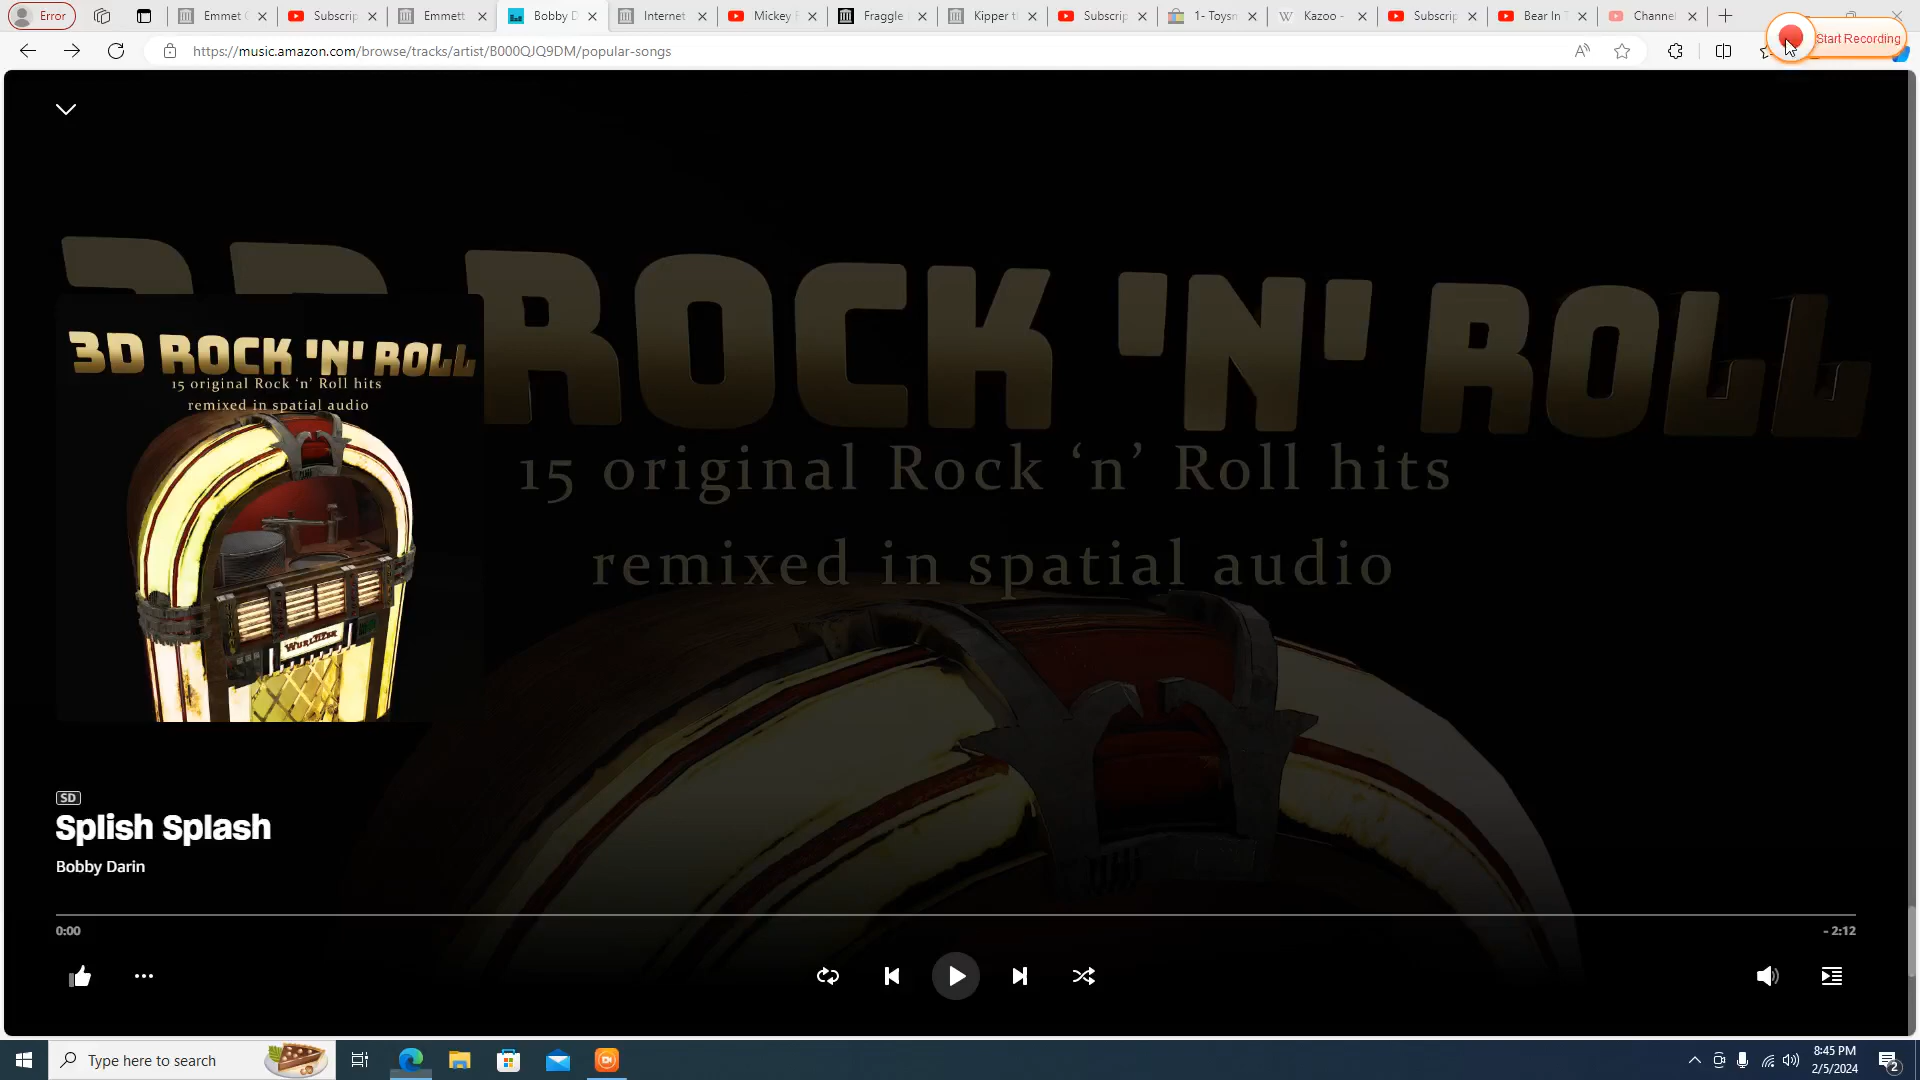 Error
Emmet
Subscrip
Emmett
Bobby D
Internet
Mickey
Fraggle
Kipper t
Subscrip
1- Toysm
Kazoo -
Subscrip
Bear In
Channe
Start Recording
https://music.amazon.com/browse/tracks/artist/B000QJQ9DM/popular-songs
3D ROCK 'N' ROLL
15 original Rock ‘n’ Roll hits
remixed in spatial audio
3D ROCK 'N' ROLL
15 original Rock ‘n’ Roll hits
remixed in spatial audio
SD
Splish Splash
Bobby Darin
0:00
- 2:12
Type here to search
8:45 PM
2/5/2024
2